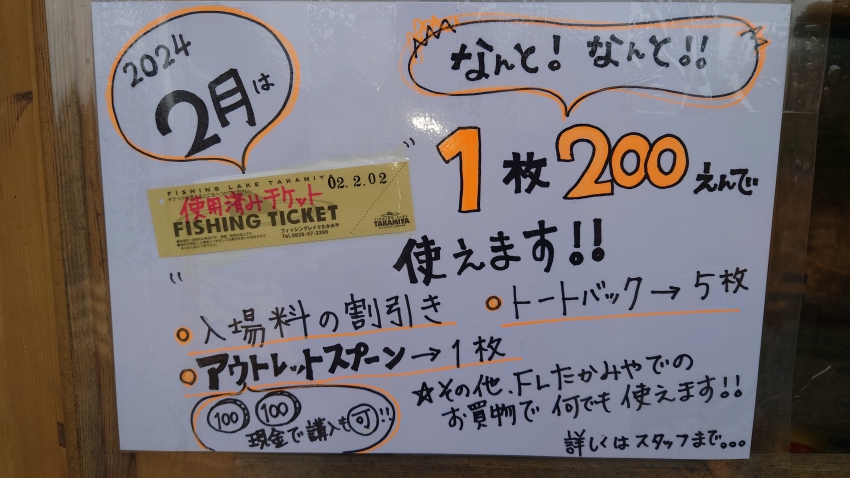 2024
2月は
なんと! なんと!!
1枚200えんで
FISHING LAKE TAKAMIYA
02.2.02
使用済みチケット
FISHING TICKET
TAKAMIYA
フィッシングレイクたかみや
Tel.0826-57-2300
使えます!!
入場料の割引き
トートバック→5枚
アウトレットスプーン→1枚
100 100
現金で購入も可!!
☆その他、FLたかみやでの
お買物で何でも使えます!!
詳しくはスタッフまで。。。